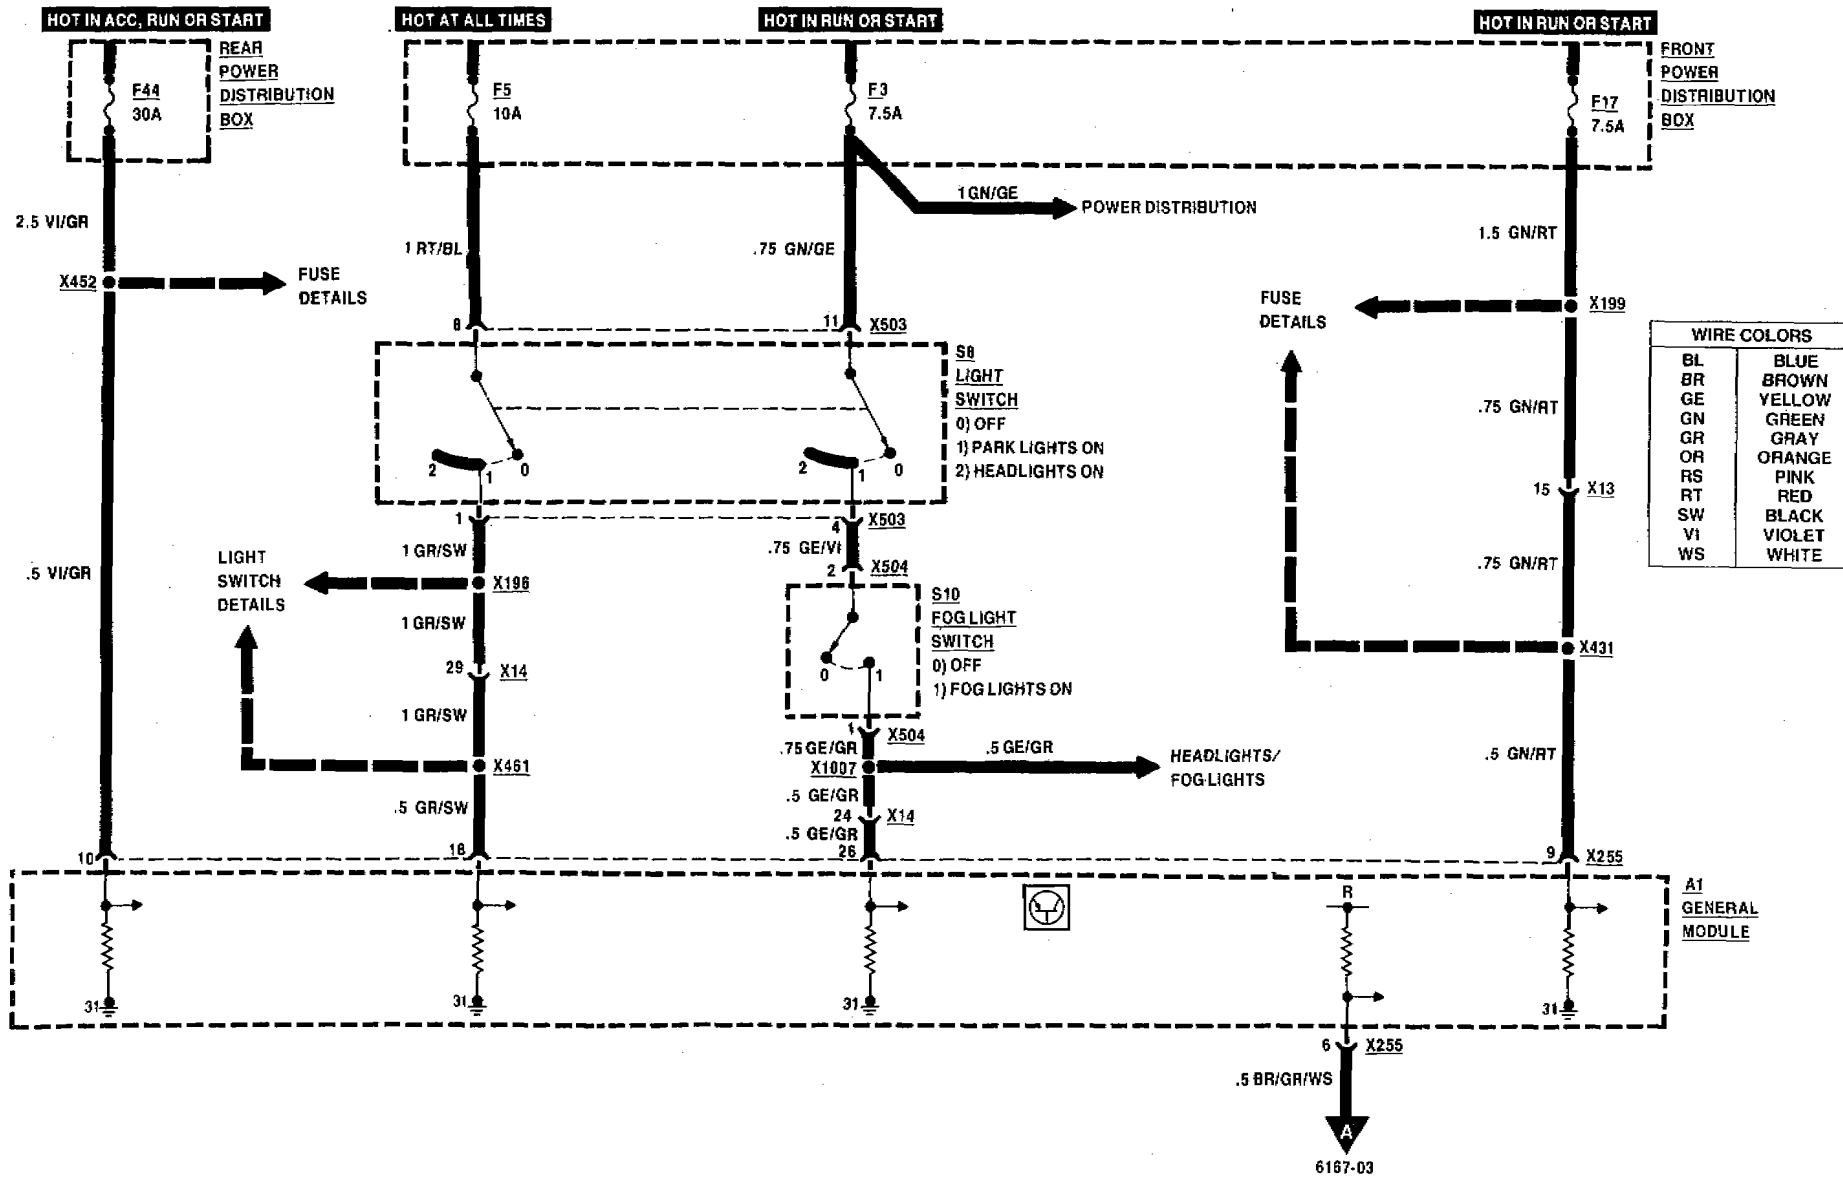 HOT IN ACC, RUN OR START
HOT AT ALL TIMES
HOT IN RUN OR START
HOT IN RUN OR START
REAR
POWER
DISTRIBUTION
BOX
F44
30A
F5
10A
F3
7.5A
F17
7.5A
FRONT
POWER
DISTRIBUTION
BOX
2.5 VI/GR
1 RT/BL
.75 GN/GE
1 GN/GE
POWER DISTRIBUTION
1.5 GN/RT
X452
FUSE
DETAILS
FUSE
DETAILS
X199
8
11
X503
S8
LIGHT
SWITCH
0) OFF
1) PARK LIGHTS ON
2) HEADLIGHTS ON
2
1
0
2
1
0
.75 GN/RT
15
X13
WIRE COLORS
BL BLUE
BR BROWN
GE YELLOW
GN GREEN
GR GRAY
OR ORANGE
RS PINK
RT RED
SW BLACK
VI VIOLET
WS WHITE
1
4
X503
1 GR/SW
.75 GE/VI
2
X504
.75 GN/RT
.5 VI/GR
LIGHT
SWITCH
DETAILS
X196
S10
FOG LIGHT
SWITCH
0) OFF
1) FOG LIGHTS ON
0
1
1 GR/SW
29
X14
X431
1 GR/SW
1
X504
.75 GE/GR
.5 GE/GR
HEADLIGHTS/
FOG LIGHTS
X461
X1007
.5 GN/RT
.5 GE/GR
.5 GR/SW
24
X14
.5 GE/GR
10
18
26
9
X255
A1
GENERAL
MODULE
R
31
31
31
31
6
X255
.5 BR/GR/WS
A
6167-03